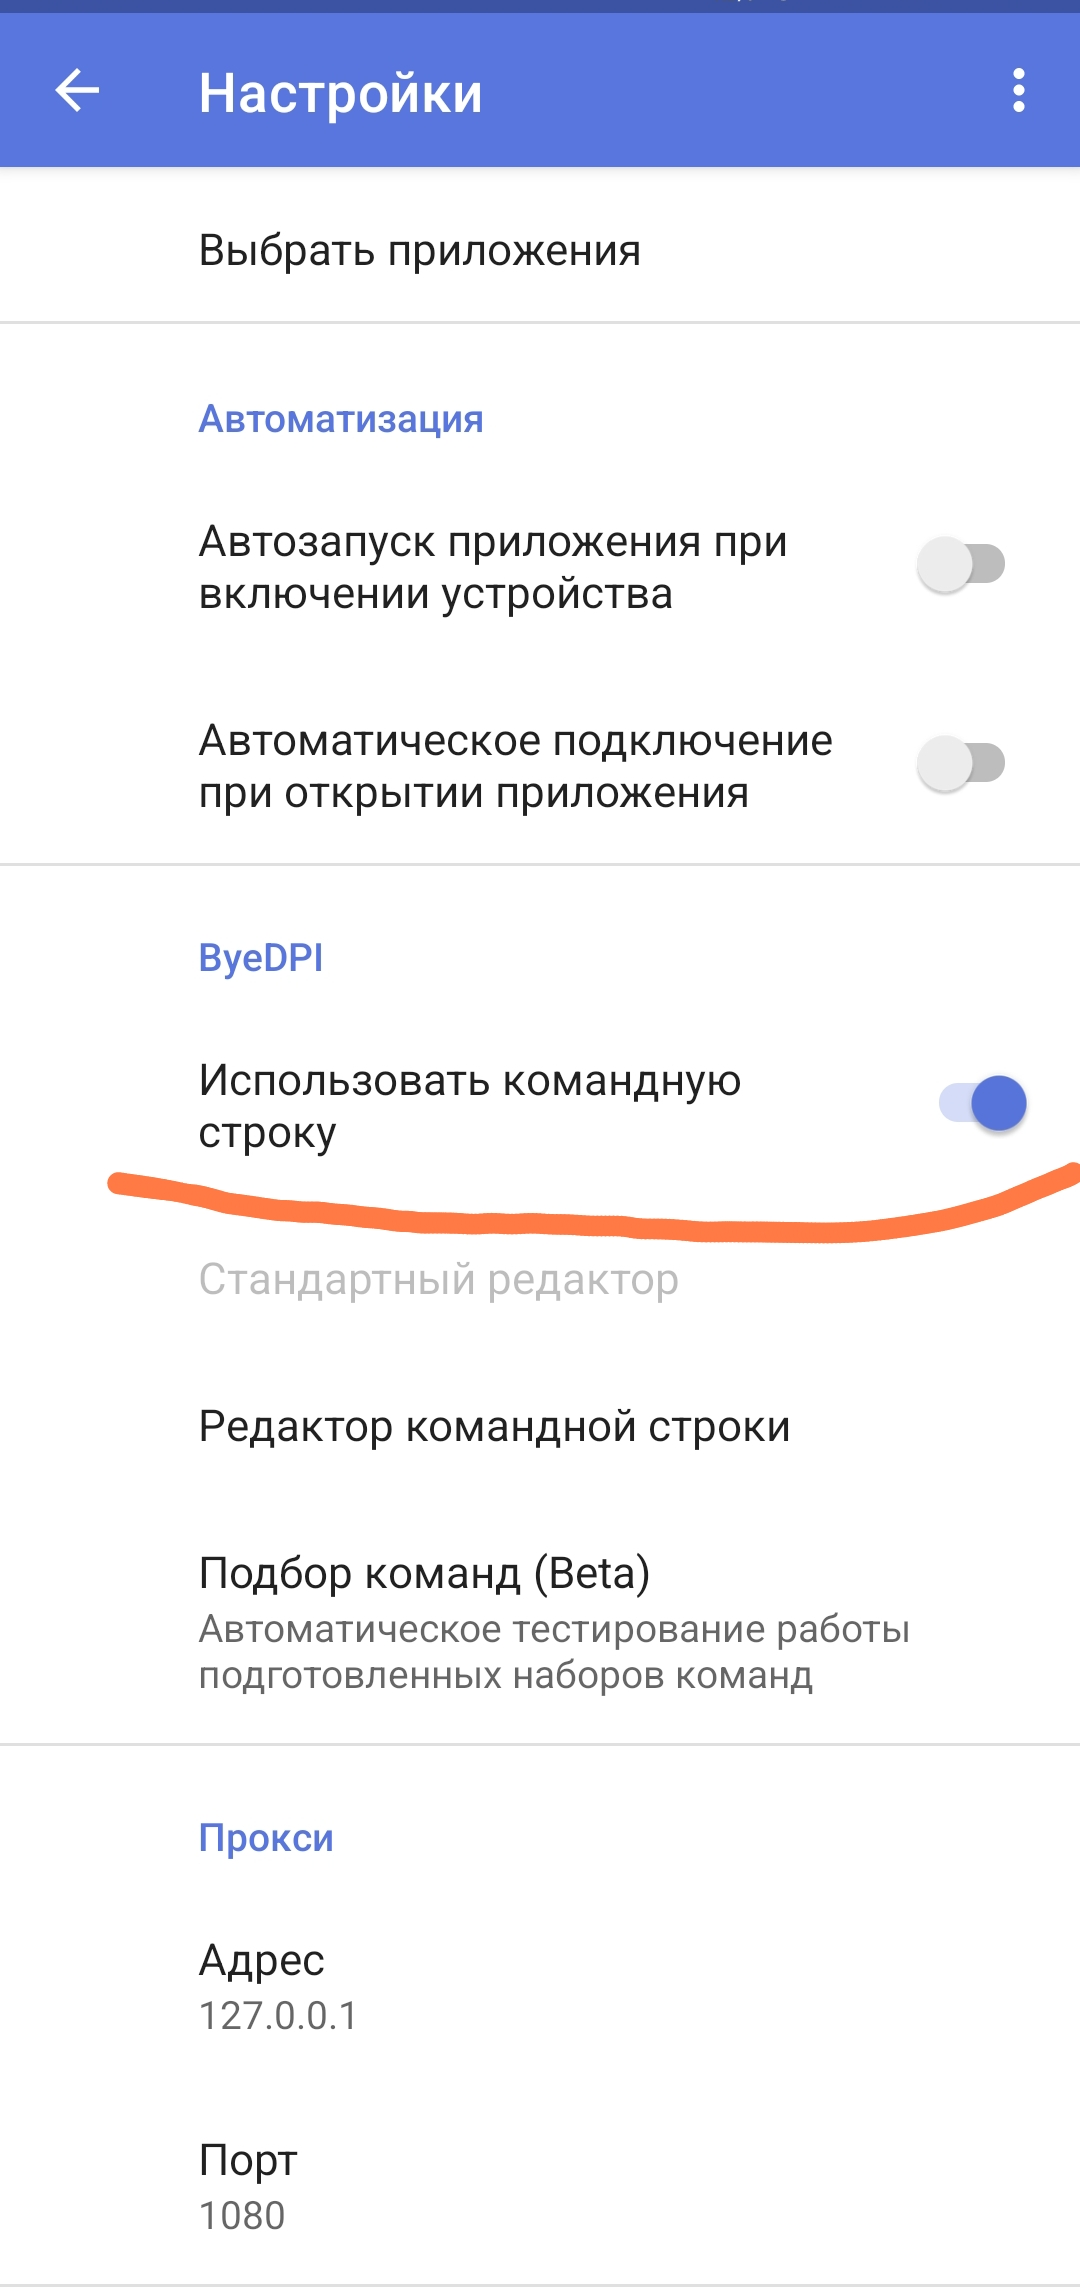 Настройки
Выбрать приложения
Автоматизация
Автозапуск приложения при
включении устройства
Автоматическое подключение
при открытии приложения
ByeDPI
Использовать командную
строку
Стандартный редактор
Редактор командной строки
Подбор команд (Beta)
Автоматическое тестирование работы
подготовленных наборов команд
Прокси
Адрес
127.0.0.1
Порт
1080